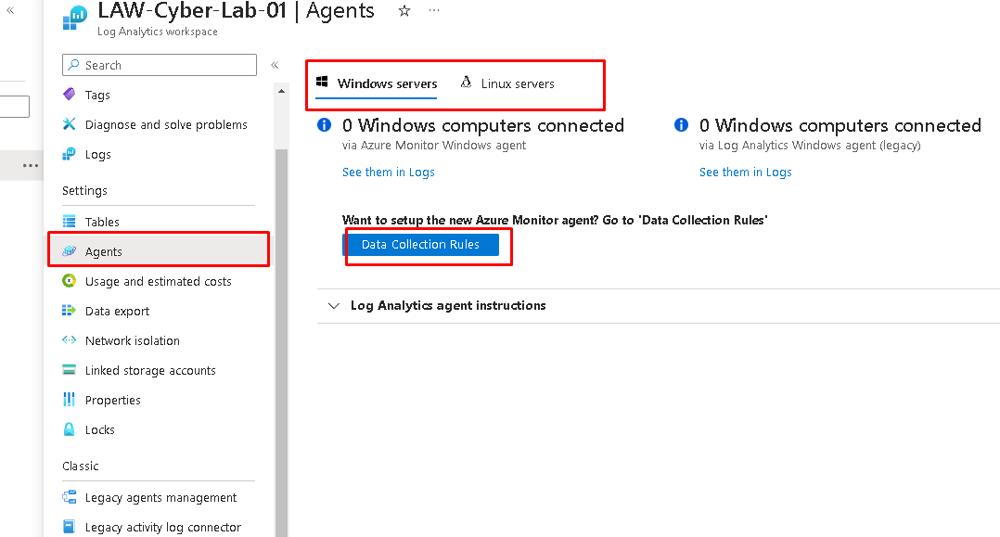 LAW-Cyber-Lab-01 | Agents
Log Analytics workspace
Search
Tags
Diagnose and solve problems
Logs
Settings
Tables
Agents
Usage and estimated costs
Data export
Network isolation
Linked storage accounts
Properties
Locks
Classic
Legacy agents management
Legacy activity log connector
Windows servers
Linux servers
0 Windows computers connected
via Azure Monitor Windows agent
See them in Logs
0 Windows computers connected
via Log Analytics Windows agent (legacy)
See them in Logs
Want to setup the new Azure Monitor agent? Go to 'Data Collection Rules'
Data Collection Rules
Log Analytics agent instructions